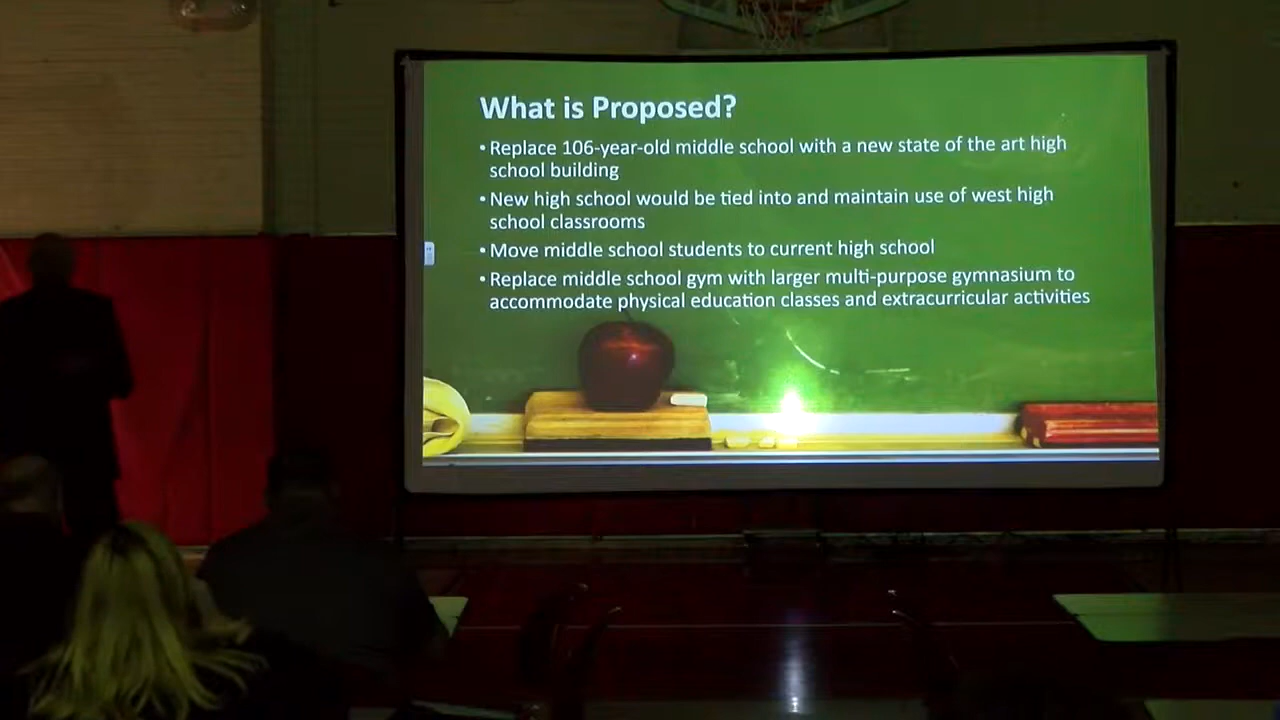 What is Proposed?
• Replace 106-year-old middle school with a new state of the art high
school building
• New high school would be tied into and maintain use of west high
school classrooms
• Move middle school students to current high school
• Replace middle school gym with larger multi-purpose gymnasium to
accommodate physical education classes and extracurricular activities